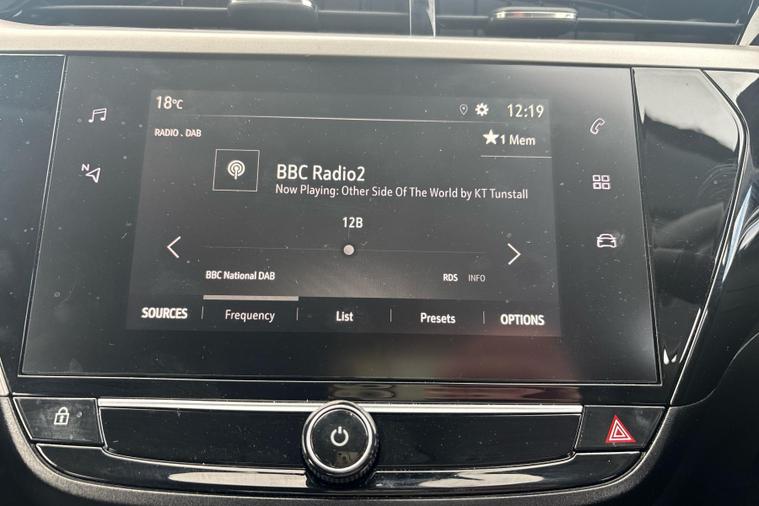 18°C
12:19
RADIO . DAB
1 Mem
BBC Radio2
Now Playing: Other Side Of The World by KT Tunstall
N
12B
BBC National DAB
RDS INFO
SOURCES Frequency List Presets OPTIONS